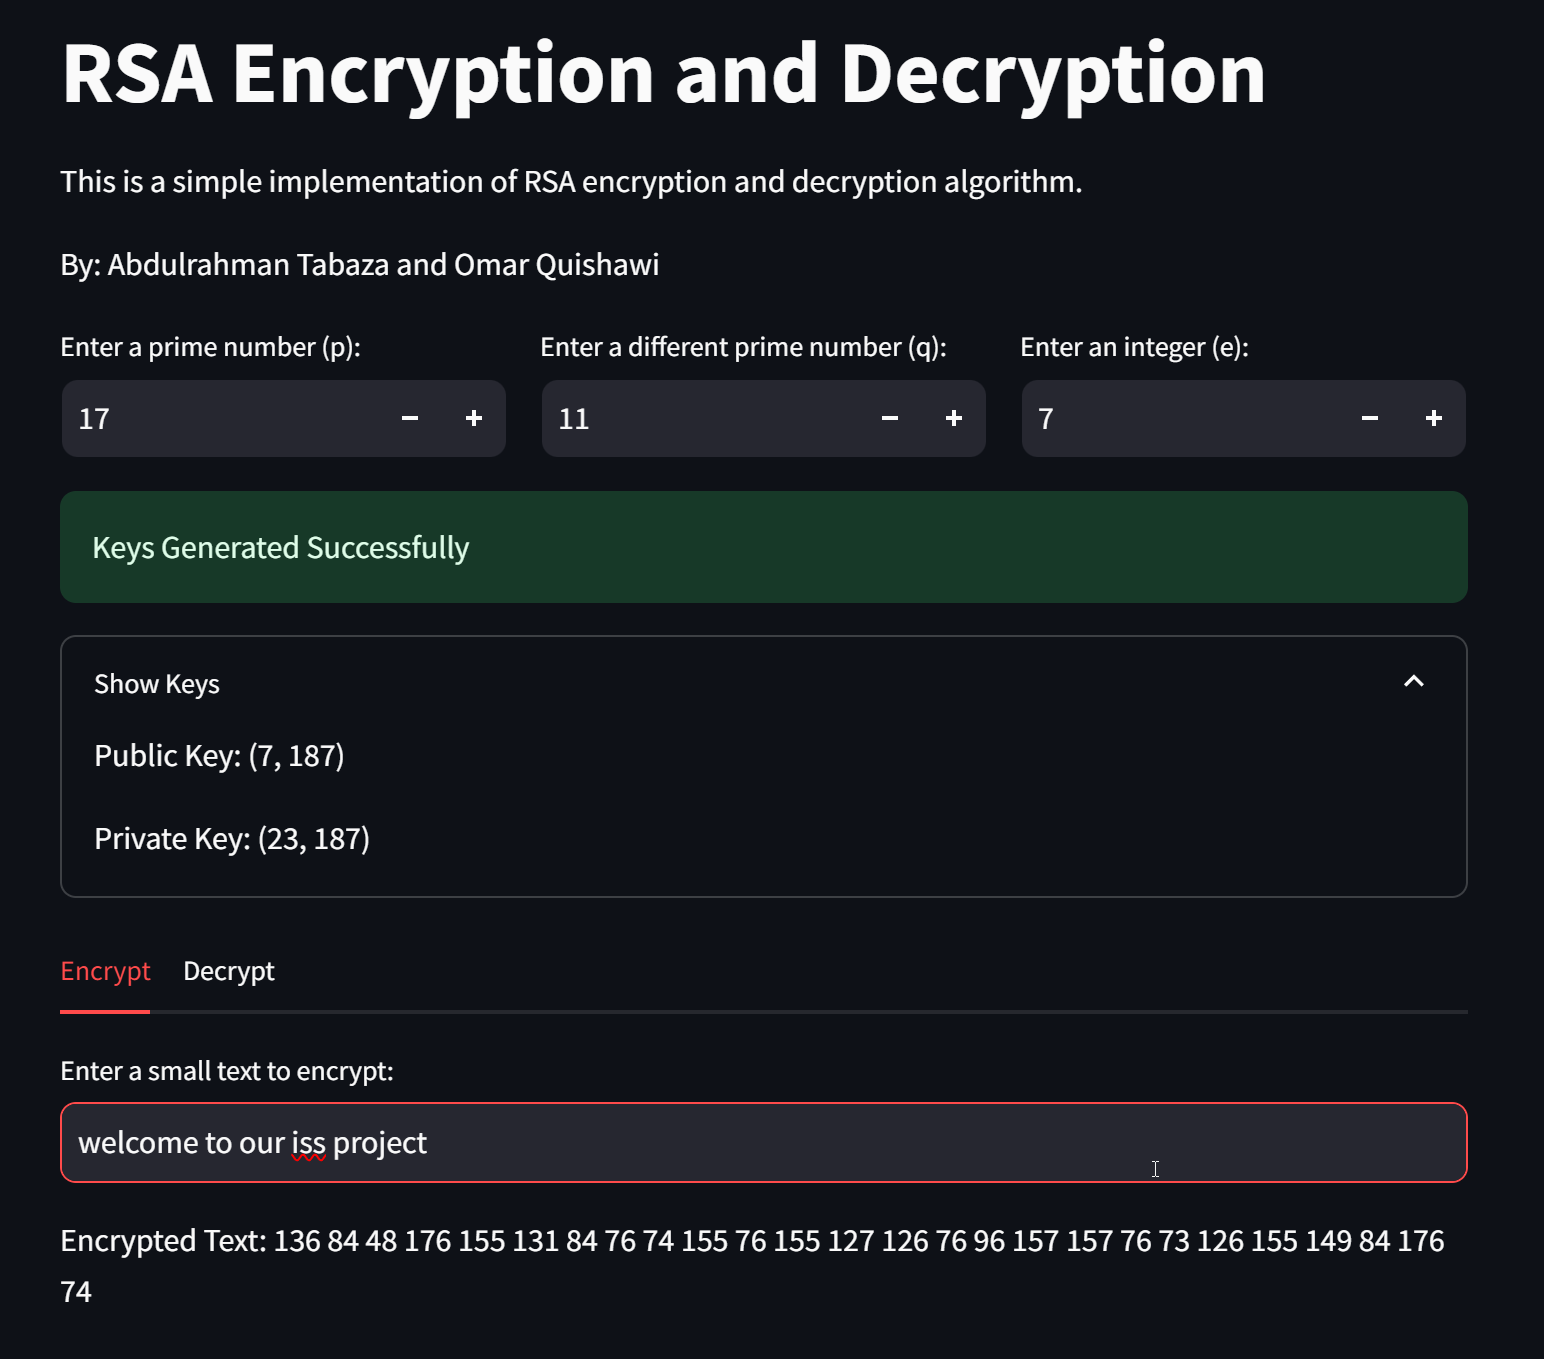 RSA Encryption and Decryption
This is a simple implementation of RSA encryption and decryption algorithm.
By: Abdulrahman Tabaza and Omar Quishawi
Enter a prime number (p): Enter a different prime number (q): Enter an integer (e):
17 − + 11 − + 7 − +
Keys Generated Successfully
Show Keys
Public Key: (7, 187)
Private Key: (23, 187)
Encrypt Decrypt
Enter a small text to encrypt:
welcome to our iss project
Encrypted Text: 136 84 48 176 155 131 84 76 74 155 76 155 127 126 76 96 157 157 76 73 126 155 149 84 176
74